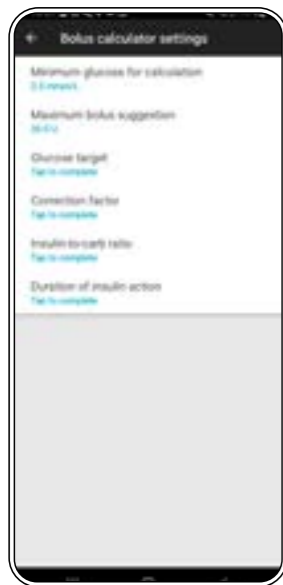 Bolus calculator settings
Minimum glucose for calculation
Maximum bolus suggestion
Glucose target
Tap to complete
Correction factor
Tap to complete
Insulin-to-carb ratio
Tap to complete
Duration of insulin action
Tap to complete